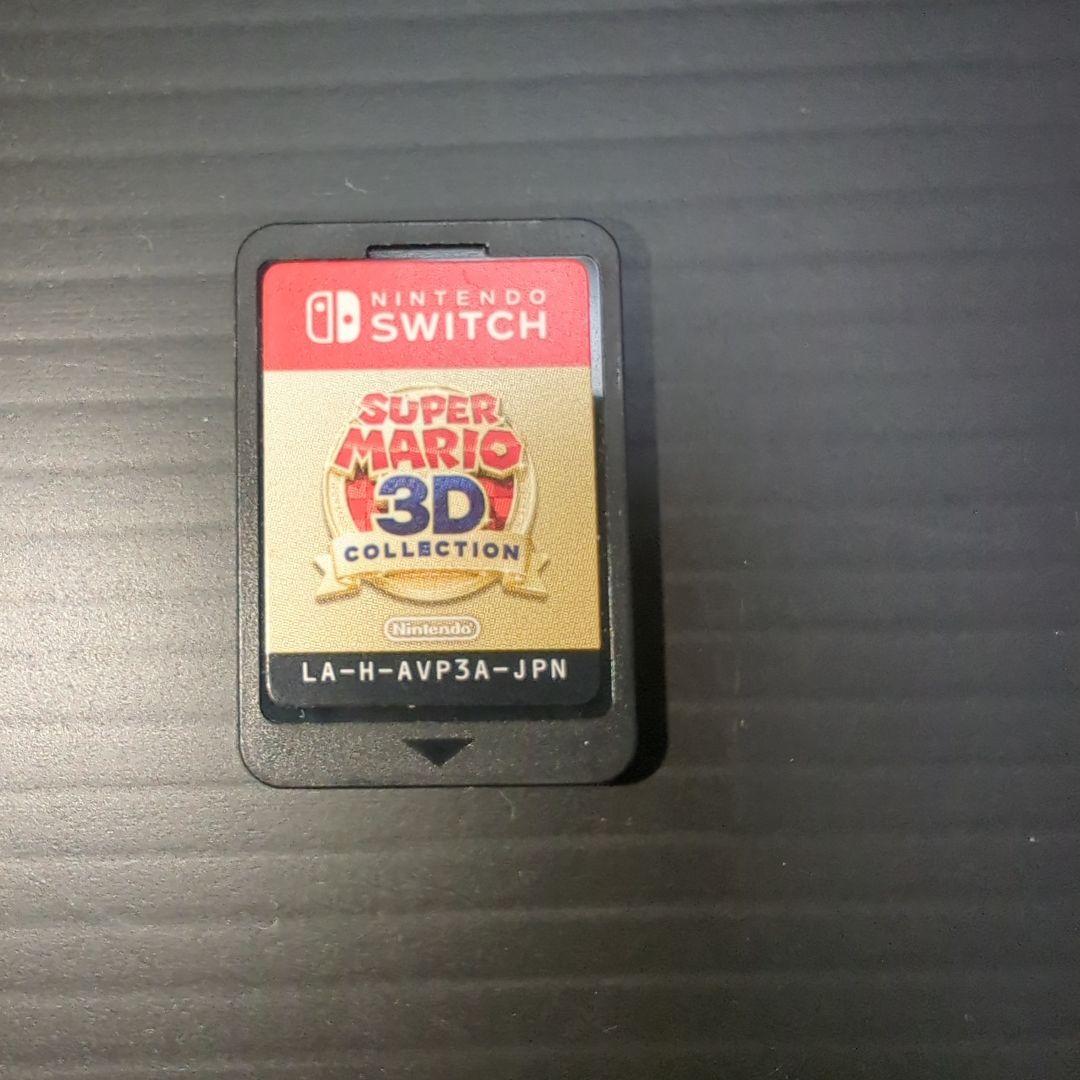 NINTENDO
SWITCH
SUPER
MARIO
3D
COLLECTION
Nintendo
LA-H-AVP3A-JPN